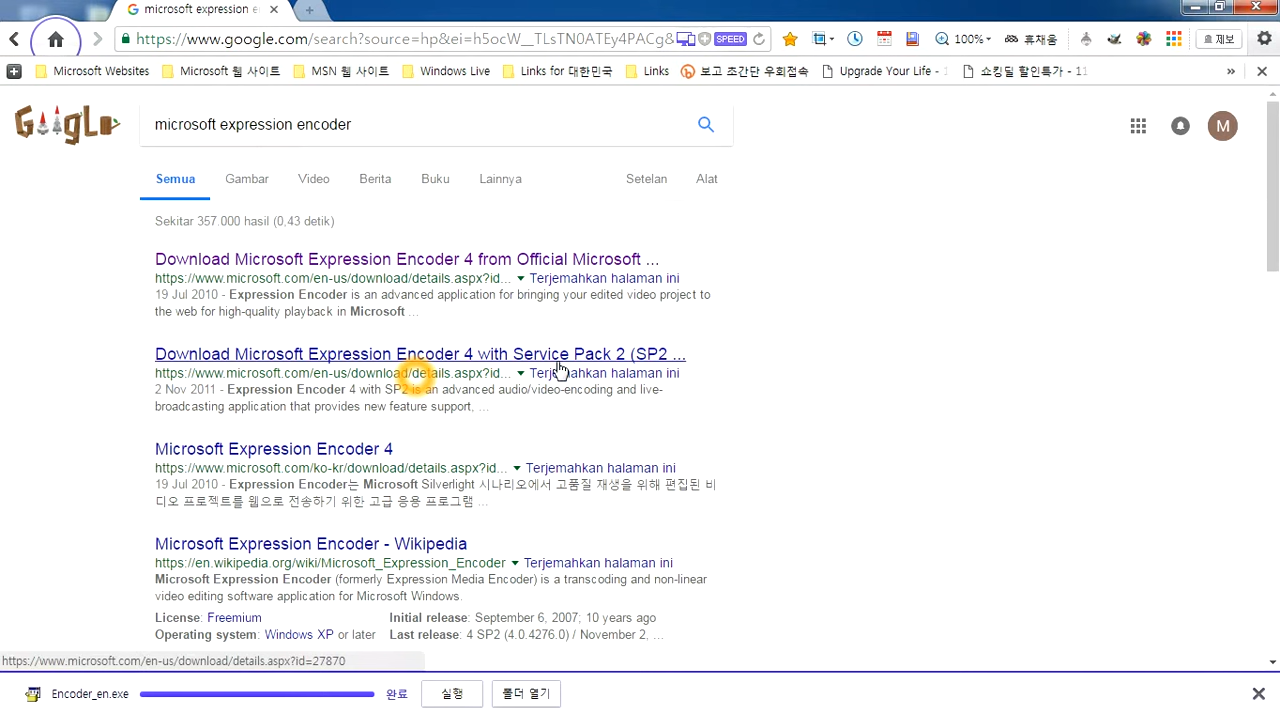 microsoft expression e
https://www.google.com/search?source=hp&ei=h5ocW__TLsTN0ATEy4PACg&
SPEED
100%
휴채움
제보
Microsoft Websites
Microsoft 웹 사이트
MSN 웹 사이트
Windows Live
Links for 대한민국
Links
보고 초간단 우회접속
Upgrade Your Life -
쇼킹딜 할인특가 - 11
»
Google
microsoft expression encoder
M
Semua
Gambar
Video
Berita
Buku
Lainnya
Setelan
Alat
Sekitar 357.000 hasil (0,43 detik)
Download Microsoft Expression Encoder 4 from Official Microsoft ...
https://www.microsoft.com/en-us/download/details.aspx?id... ▼ Terjemahkan halaman ini
19 Jul 2010 - Expression Encoder is an advanced application for bringing your edited video project to
the web for high-quality playback in Microsoft ...
Download Microsoft Expression Encoder 4 with Service Pack 2 (SP2 ...
https://www.microsoft.com/en-us/download/details.aspx?id... ▼ Terjemahkan halaman ini
2 Nov 2011 - Expression Encoder 4 with SP2 is an advanced audio/video-encoding and live-
broadcasting application that provides new feature support, ...
Microsoft Expression Encoder 4
https://www.microsoft.com/ko-kr/download/details.aspx?id... ▼ Terjemahkan halaman ini
19 Jul 2010 - Expression Encoder는 Microsoft Silverlight 시나리오에서 고품질 재생을 위해 편집된 비
디오 프로젝트를 웹으로 전송하기 위한 고급 응용 프로그램 ...
Microsoft Expression Encoder - Wikipedia
https://en.wikipedia.org/wiki/Microsoft_Expression_Encoder ▼ Terjemahkan halaman ini
Microsoft Expression Encoder (formerly Expression Media Encoder) is a transcoding and non-linear
video editing software application for Microsoft Windows.
License: Freemium
Initial release: September 6, 2007; 10 years ago
Operating system: Windows XP or later
Last release: 4 SP2 (4.0.4276.0) / November 2, ...
https://www.microsoft.com/en-us/download/details.aspx?id=27870
Encoder_en.exe
완료
실행
폴더 열기